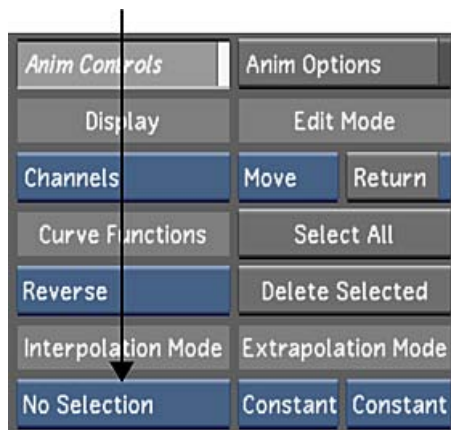 Anim Controls Anim Options
Display Edit Mode
Channels Move Return
Curve Functions Select All
Reverse Delete Selected
Interpolation Mode Extrapolation Mode
No Selection Constant Constant